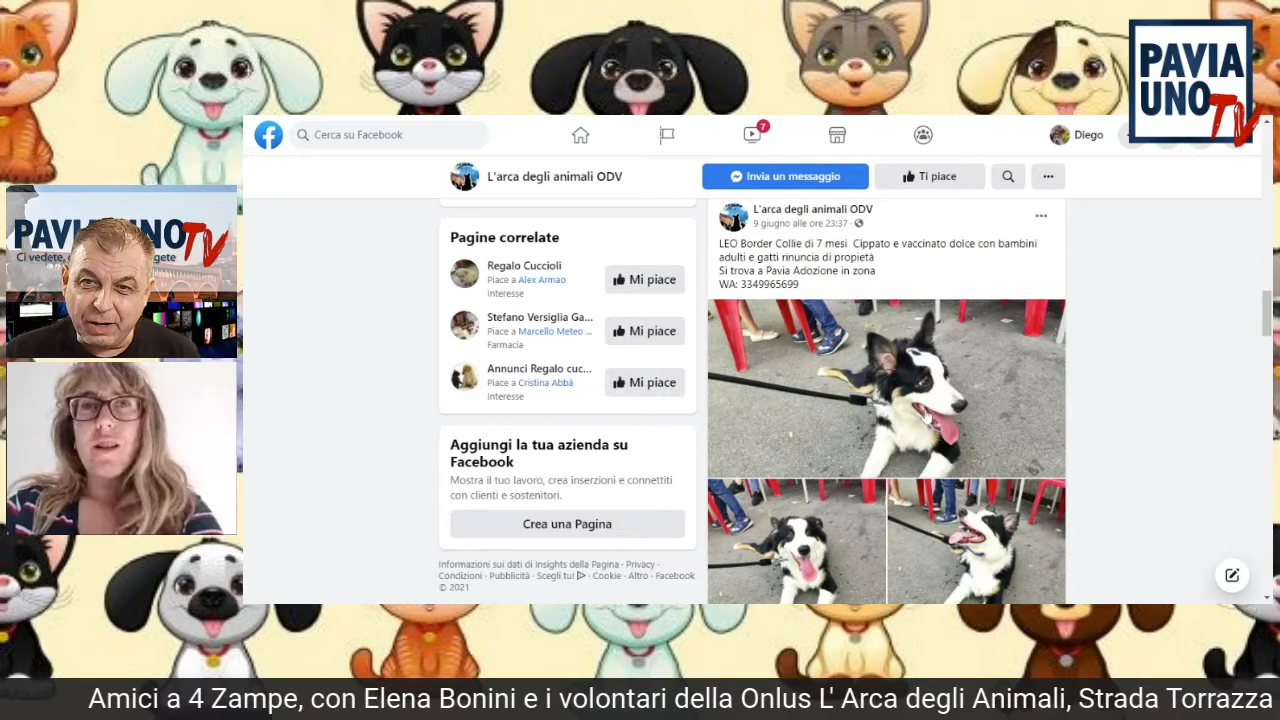 PAVIA
UNO
TV
Cerca su Facebook
7
Diego
L'arca degli animali ODV
Invia un messaggio
Ti piace
PAVIA UNO
TV
Ci vedete,
Pagine correlate
Regalo Cuccioli
Piace a Alex Armao
Interesse
Mi piace
Stefano Versiglia Ga...
Piace a Marcello Meteo ...
Farmacia
Mi piace
Annunci Regalo cuc...
Piace a Cristina Abbà
Interesse
Mi piace
Aggiungi la tua azienda su
Facebook
Mostra il tuo lavoro, crea inserzioni e connettiti
con clienti e sostenitori.
Crea una Pagina
Informazioni sui dati di Insights della Pagina · Privacy ·
Condizioni · Pubblicità · Scegli tu! · Cookie · Altro · Facebook
© 2021
L'arca degli animali ODV
9 giugno alle ore 23:37 ·
LEO Border Collie di 7 mesi Cippato e vaccinato dolce con bambini
adulti e gatti rinuncia di propietà
Si trova a Pavia Adozione in zona
WA: 3349965699
Amici a 4 Zampe, con Elena Bonini e i volontari della Onlus L' Arca degli Animali, Strada Torrazza